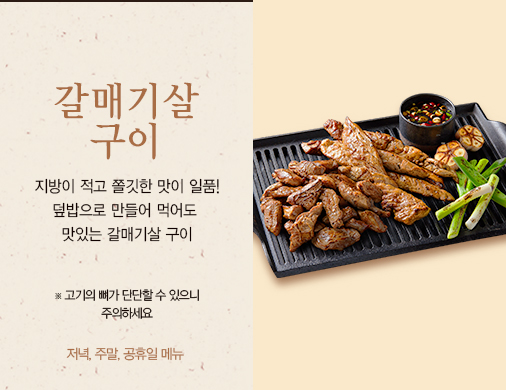 갈매기살
구이
지방이 적고 쫄깃한 맛이 일품!
덮밥으로 만들어 먹어도
맛있는 갈매기살 구이
※ 고기의 뼈가 단단할 수 있으니
주의하세요
저녁, 주말, 공휴일 메뉴